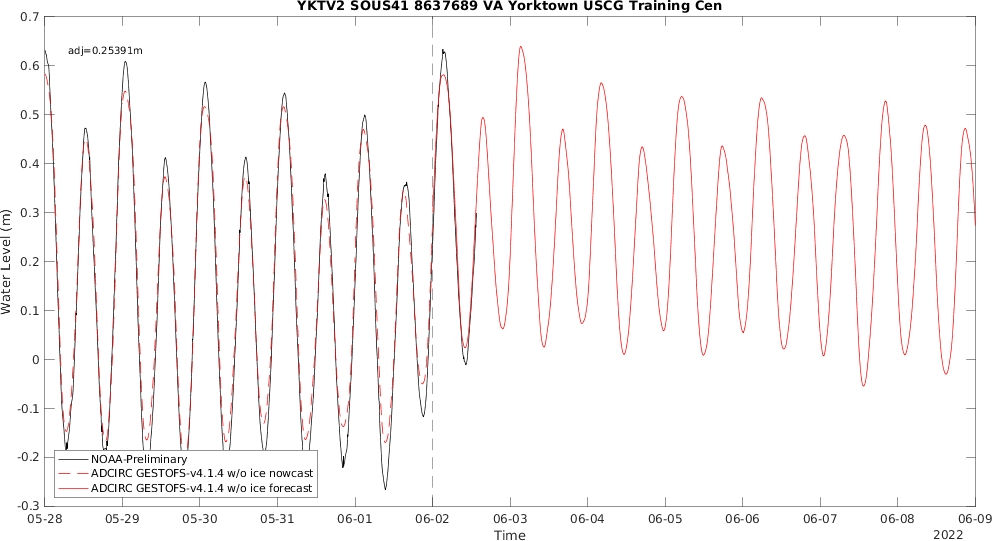 YKTV2 SOUS41 8637689 VA Yorktown USCG Training Cen
adj=0.25391m
0.7
0.6
0.5
0.4
0.3
0.2
0.1
0
-0.1
-0.2
-0.3
Water Level (m)
NOAA-Preliminary
ADCIRC GESTOFS-v4.1.4 w/o ice nowcast
ADCIRC GESTOFS-v4.1.4 w/o ice forecast
05-28 05-29 05-30 05-31 06-01 06-02 06-03 06-04 06-05 06-06 06-07 06-08 06-09
Time
2022